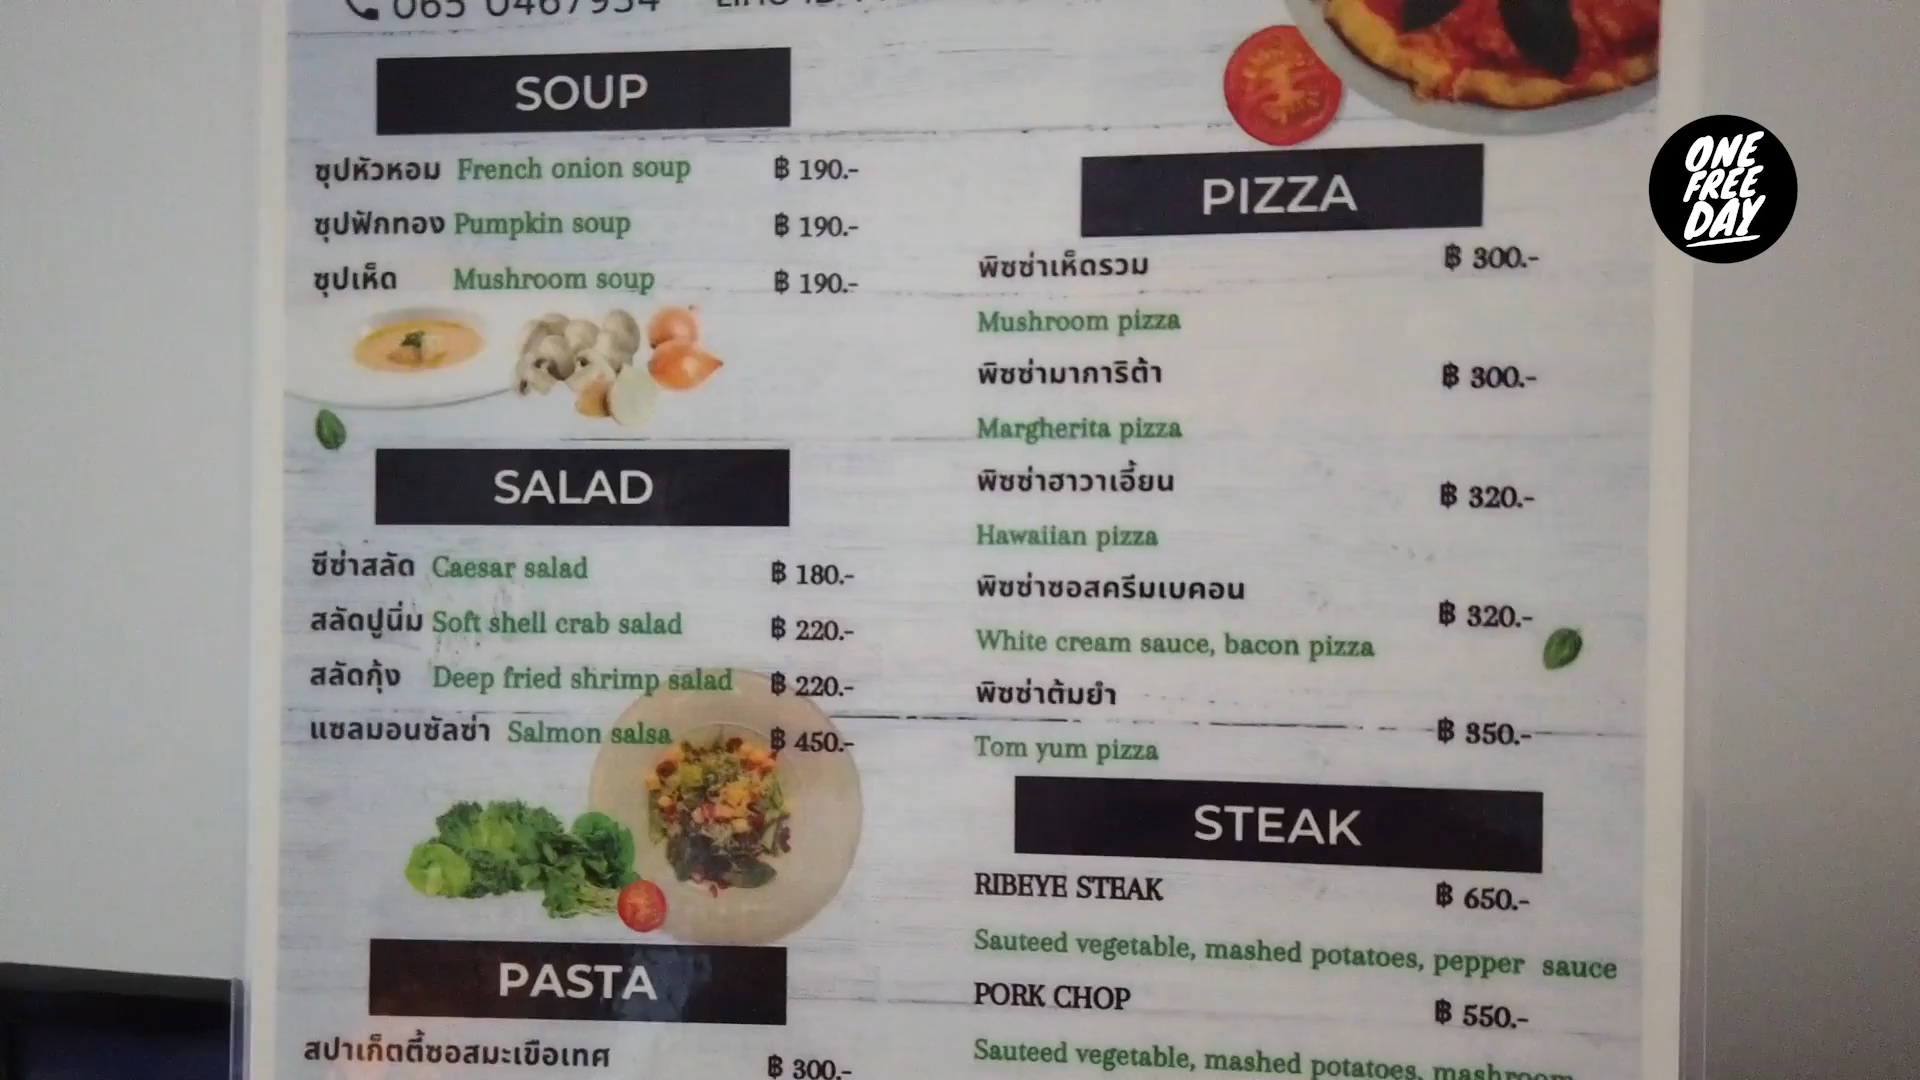 065 0467954
SOUP
ซุปหัวหอม French onion soup ฿ 190.-
ซุปฟักทอง Pumpkin soup ฿ 190.-
ซุปเห็ด Mushroom soup ฿ 190.-
SALAD
ซีซ่าสลัด Caesar salad ฿ 180.-
สลัดปูนิ่ม Soft shell crab salad ฿ 220.-
สลัดกุ้ง Deep fried shrimp salad ฿ 220.-
แซลมอนซัลซ่า Salmon salsa ฿ 450.-
PASTA
สปาเก็ตตี้ซอสมะเขือเทศ ฿ 300.-
PIZZA
พิซซ่าเห็ดรวม ฿ 300.-
Mushroom pizza
พิซซ่ามาการิต้า ฿ 300.-
Margherita pizza
พิซซ่าฮาวาเอี้ยน ฿ 320.-
Hawaiian pizza
พิซซ่าซอสครีมเบคอน ฿ 320.-
White cream sauce, bacon pizza
พิซซ่าต้มยำ ฿ 350.-
Tom yum pizza
STEAK
RIBEYE STEAK ฿ 650.-
Sauteed vegetable, mashed potatoes, pepper sauce
PORK CHOP ฿ 550.-
Sauteed vegetable, mashed potatoes, mashroom
ONE
FREE
DAY